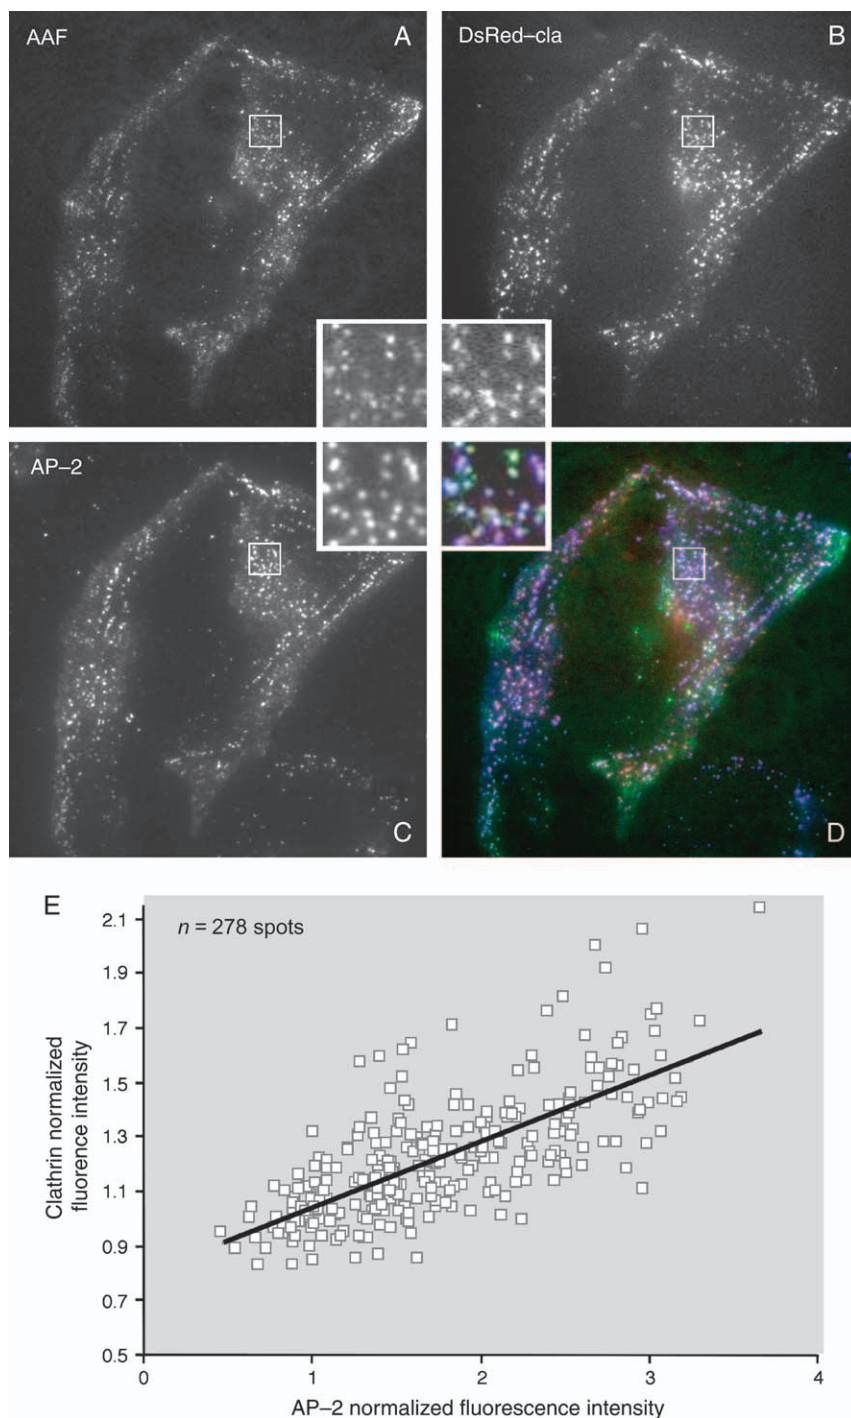 AAF
A
DsRed–cla
B
AP–2
C
D
E
n = 278 spots
2.1
1.9
1.7
1.5
1.3
1.1
0.9
0.7
0.5
0
1
2
3
4
Clathrin normalized
fluorence intensity
AP–2 normalized fluorescence intensity